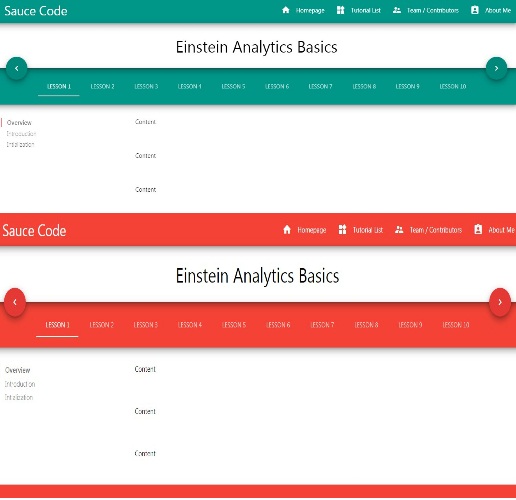 Sauce Code Homepage Tutorial List Team / Contributors About Me
Einstein Analytics Basics
LESSON 1 LESSON 2 LESSON 3 LESSON 4 LESSON 5 LESSON 6 LESSON 7 LESSON 8 LESSON 9 LESSON 10
Overview
Introduction
Intialization
Content
Content
Content
Sauce Code Homepage Tutorial List Team / Contributors About Me
Einstein Analytics Basics
LESSON 1 LESSON 2 LESSON 3 LESSON 4 LESSON 5 LESSON 6 LESSON 7 LESSON 8 LESSON 9 LESSON 10
Overview
Introduction
Intialization
Content
Content
Content